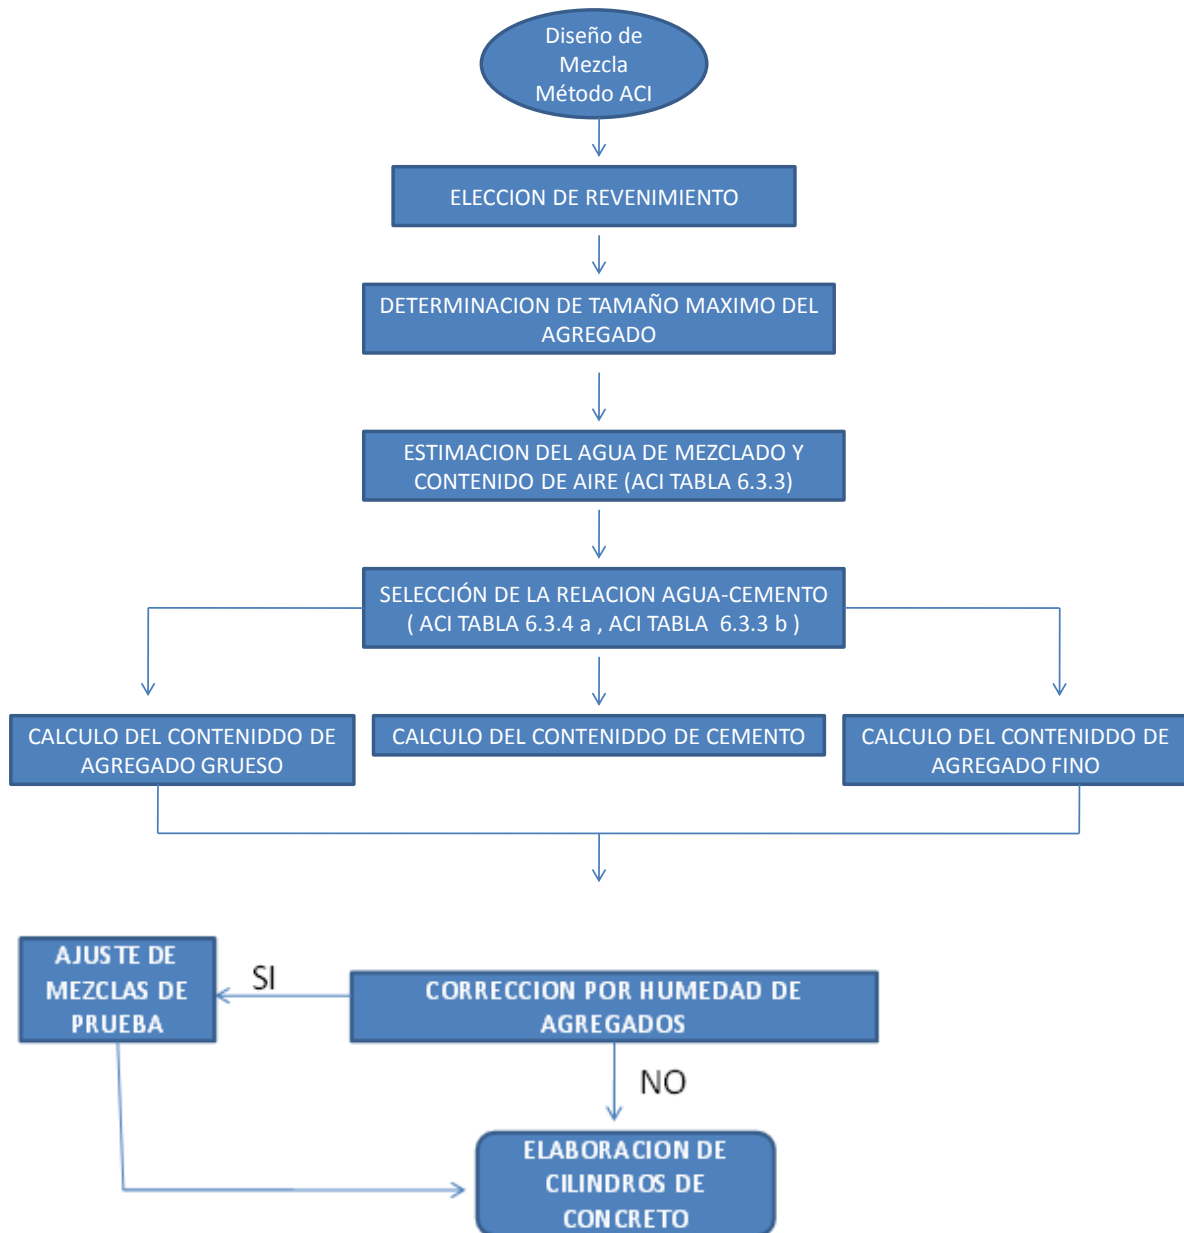 Diseño de
Mezcla
Método ACI
ELECCION DE REVENIMIENTO
DETERMINACION DE TAMAÑO MAXIMO DEL
AGREGADO
ESTIMACION DEL AGUA DE MEZCLADO Y
CONTENIDO DE AIRE (ACI TABLA 6.3.3)
SELECCIÓN DE LA RELACION AGUA-CEMENTO
( ACI TABLA 6.3.4 a , ACI TABLA 6.3.3 b )
CALCULO DEL CONTENIDDO DE
AGREGADO GRUESO
CALCULO DEL CONTENIDDO DE CEMENTO
CALCULO DEL CONTENIDDO DE
AGREGADO FINO
AJUSTE DE
MEZCLAS DE
PRUEBA
SI
CORRECCION POR HUMEDAD DE
AGREGADOS
NO
ELABORACION DE
CILINDROS DE
CONCRETO